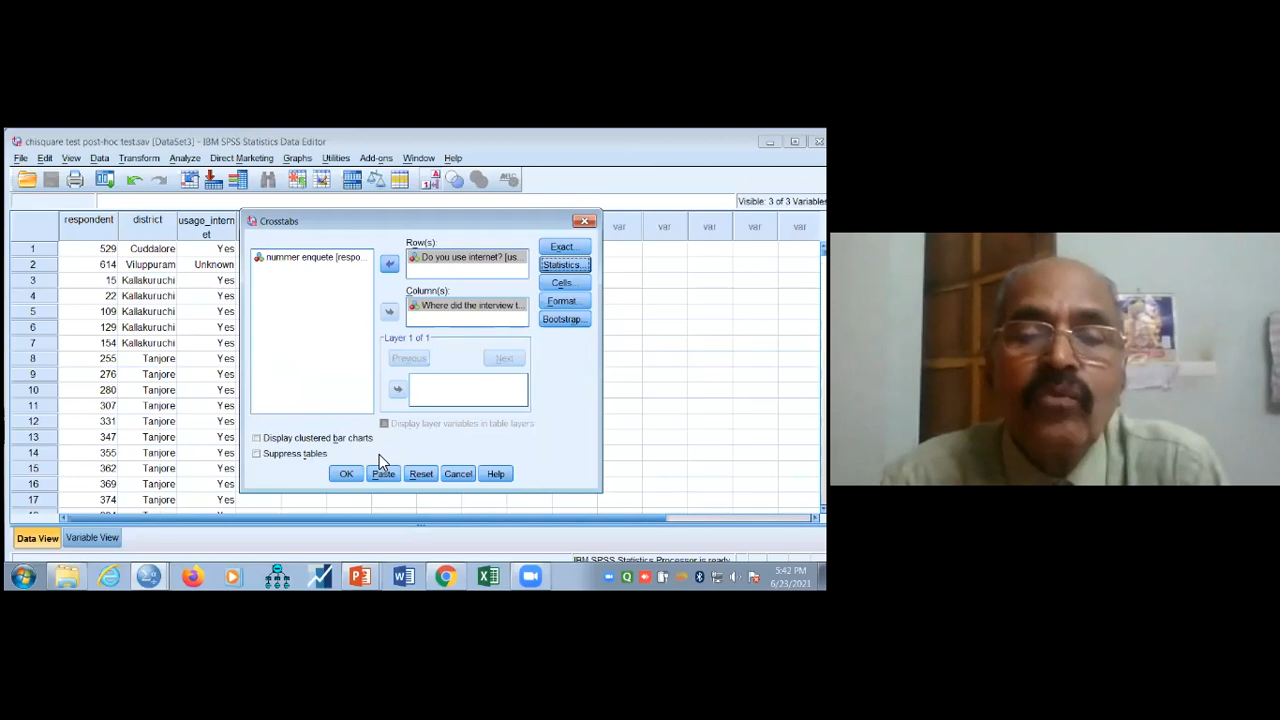 chisquare test post-hoc test.sav [DataSet3] - IBM SPSS Statistics Data Editor
File Edit View Data Transform Analyze Direct Marketing Graphs Utilities Add-ons Window Help
Visible: 3 of 3 Variables
respondent district usage_intern
et
var var var var var
1 529 Cuddalore Yes
2 614 Viluppuram Unknown
3 15 Kallakuruchi Yes
4 22 Kallakuruchi Yes
5 109 Kallakuruchi Yes
6 129 Kallakuruchi Yes
7 154 Kallakuruchi Yes
8 255 Tanjore Yes
9 276 Tanjore Yes
10 280 Tanjore Yes
11 307 Tanjore Yes
12 331 Tanjore Yes
13 347 Tanjore Yes
14 355 Tanjore Yes
15 362 Tanjore Yes
16 369 Tanjore Yes
17 374 Tanjore Yes
Crosstabs
nummer enquete [respo...
Row(s):
Do you use internet? [us...
Column(s):
Where did the interview t...
Layer 1 of 1
Previous Next
Display layer variables in table layers
Exact...
Statistics...
Cells...
Format...
Bootstrap...
Display clustered bar charts
Suppress tables
OK Paste Reset Cancel Help
Data View Variable View
IBM SPSS Statistics Processor is ready
5:42 PM
6/23/2021